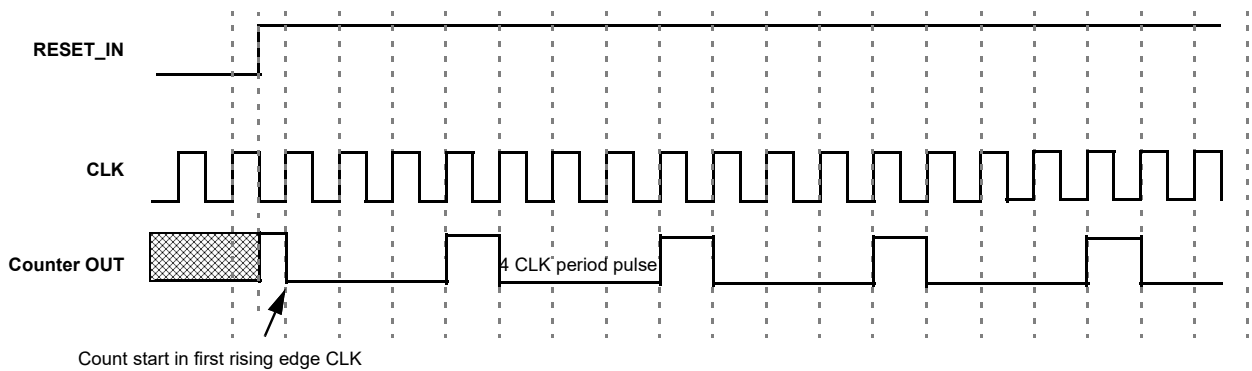 RESET_IN
CLK
Counter OUT
4 CLK period pulse
Count start in first rising edge CLK